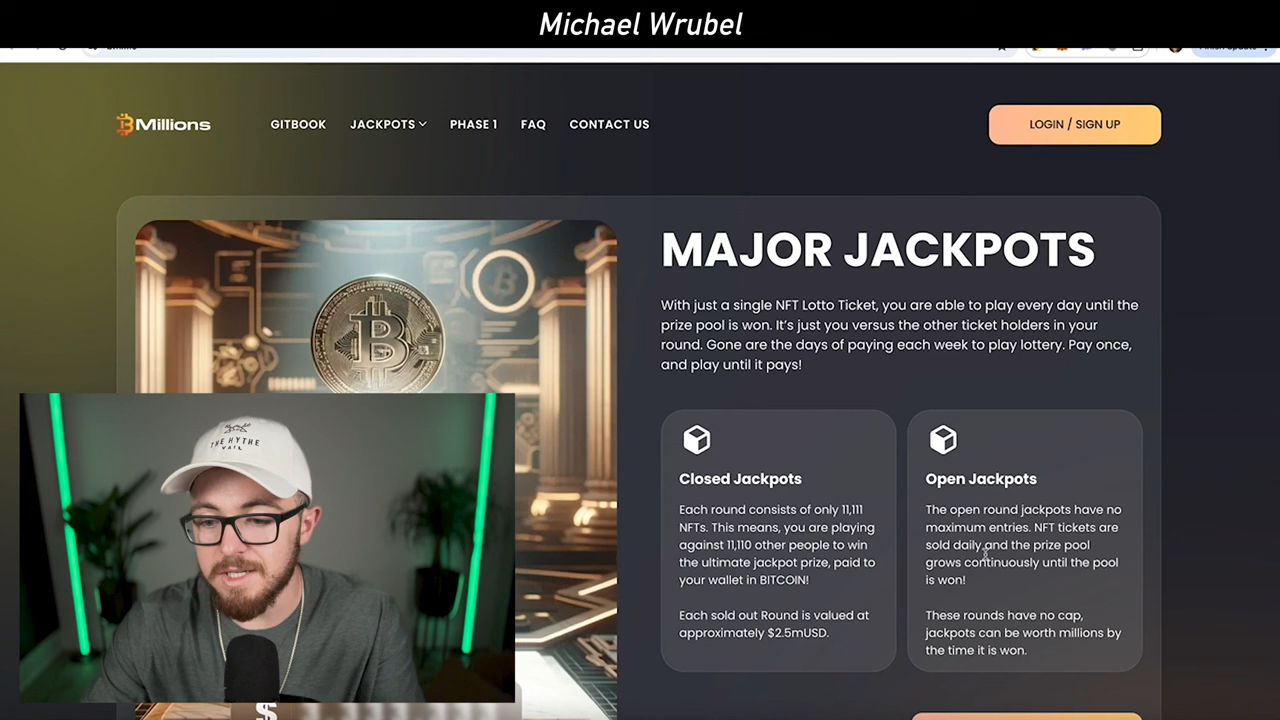 Michael Wrubel
Millions
GITBOOK JACKPOTS PHASE 1 FAQ CONTACT US LOGIN / SIGN UP
MAJOR JACKPOTS
With just a single NFT Lotto Ticket, you are able to play every day until the
prize pool is won. It's just you versus the other ticket holders in your
round. Gone are the days of paying each week to play lottery. Pay once,
and play until it pays!
Closed Jackpots
Each round consists of only 11,111
NFTs. This means, you are playing
against 11,110 other people to win
the ultimate jackpot prize, paid to
your wallet in BITCOIN!
Each sold out Round is valued at
approximately $2.5mUSD.
Open Jackpots
The open round jackpots have no
maximum entries. NFT tickets are
sold daily and the prize pool
grows continuously until the pool
is won!
These rounds have no cap,
jackpots can be worth millions by
the time it is won.
THE HYTHE
VAIL